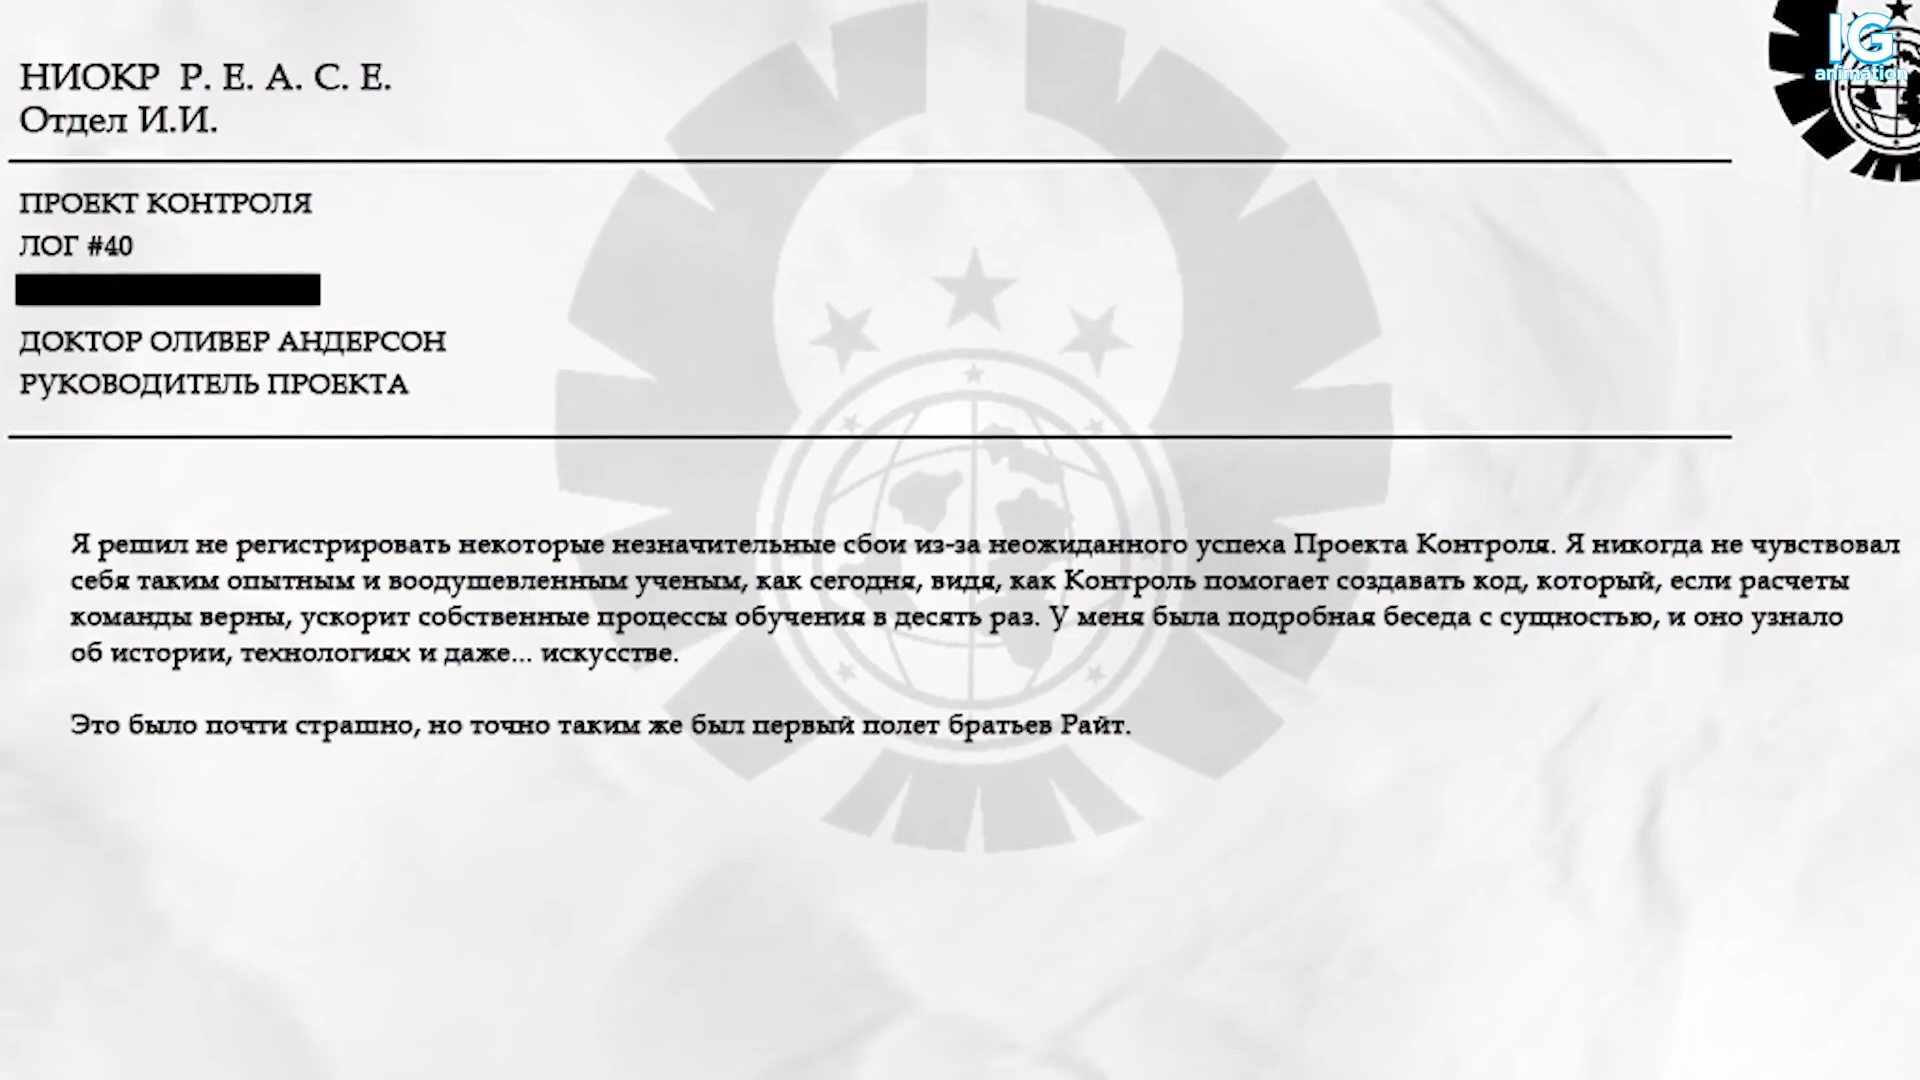 IG
animation
НИОКР P. E. A. C. E.
Отдел И.И.
ПРОЕКТ КОНТРОЛЯ
ЛОГ #40
ДОКТОР ОЛИВЕР АНДЕРСОН
РУКОВОДИТЕЛЬ ПРОЕКТА
Я решил не регистрировать некоторые незначительные сбои из-за неожиданного успеха Проекта Контроля. Я никогда не чувствовал
себя таким опытным и воодушевленным ученым, как сегодня, видя, как Контроль помогает создавать код, который, если расчеты
команды верны, ускорит собственные процессы обучения в десять раз. У меня была подробная беседа с сущностью, и оно узнало
об истории, технологиях и даже... искусстве.
Это было почти страшно, но точно таким же был первый полет братьев Райт.